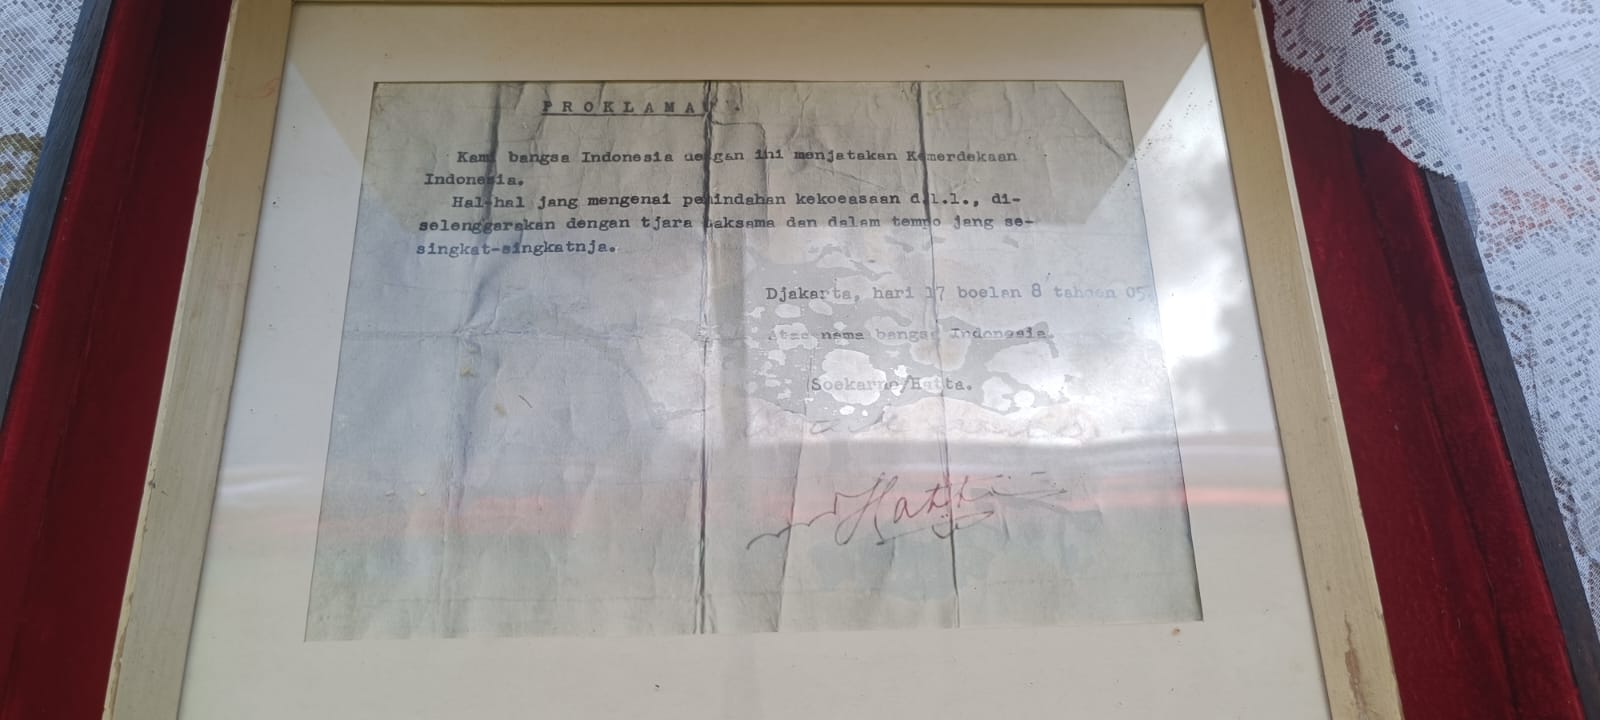 PROKLAMA
Kami bangsa Indonesia dengan ini menjatakan Kemerdekaan
Indonesia.
Hal-hal jang mengenai pemindahan kekoeasaan d.l.l., di-
selenggarakan dengan tjara saksama dan dalam tempo jang se-
singkat-singkatnja.
Djakarta, hari 17 boelan 8 tahoen 05
Atas nama bangsa Indonesia.
Soekarno/Hatta.
Hatta